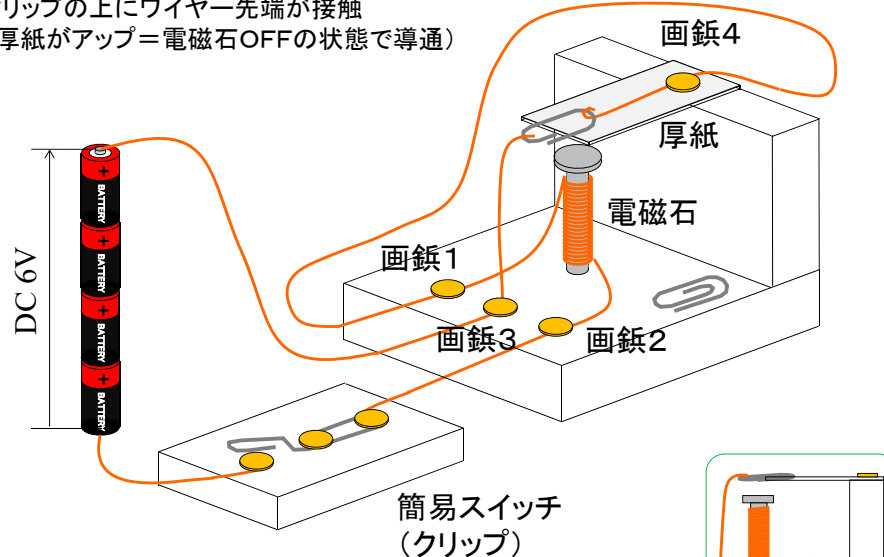 リップの上にワイヤー先端が接触
厚紙がアップ＝電磁石OFFの状態で導通）
画鋲4
厚紙
電磁石
画鋲1
画鋲3
画鋲2
DC 6V
+
BATTERY
+
BATTERY
+
BATTERY
+
BATTERY
簡易スイッチ
（クリップ）